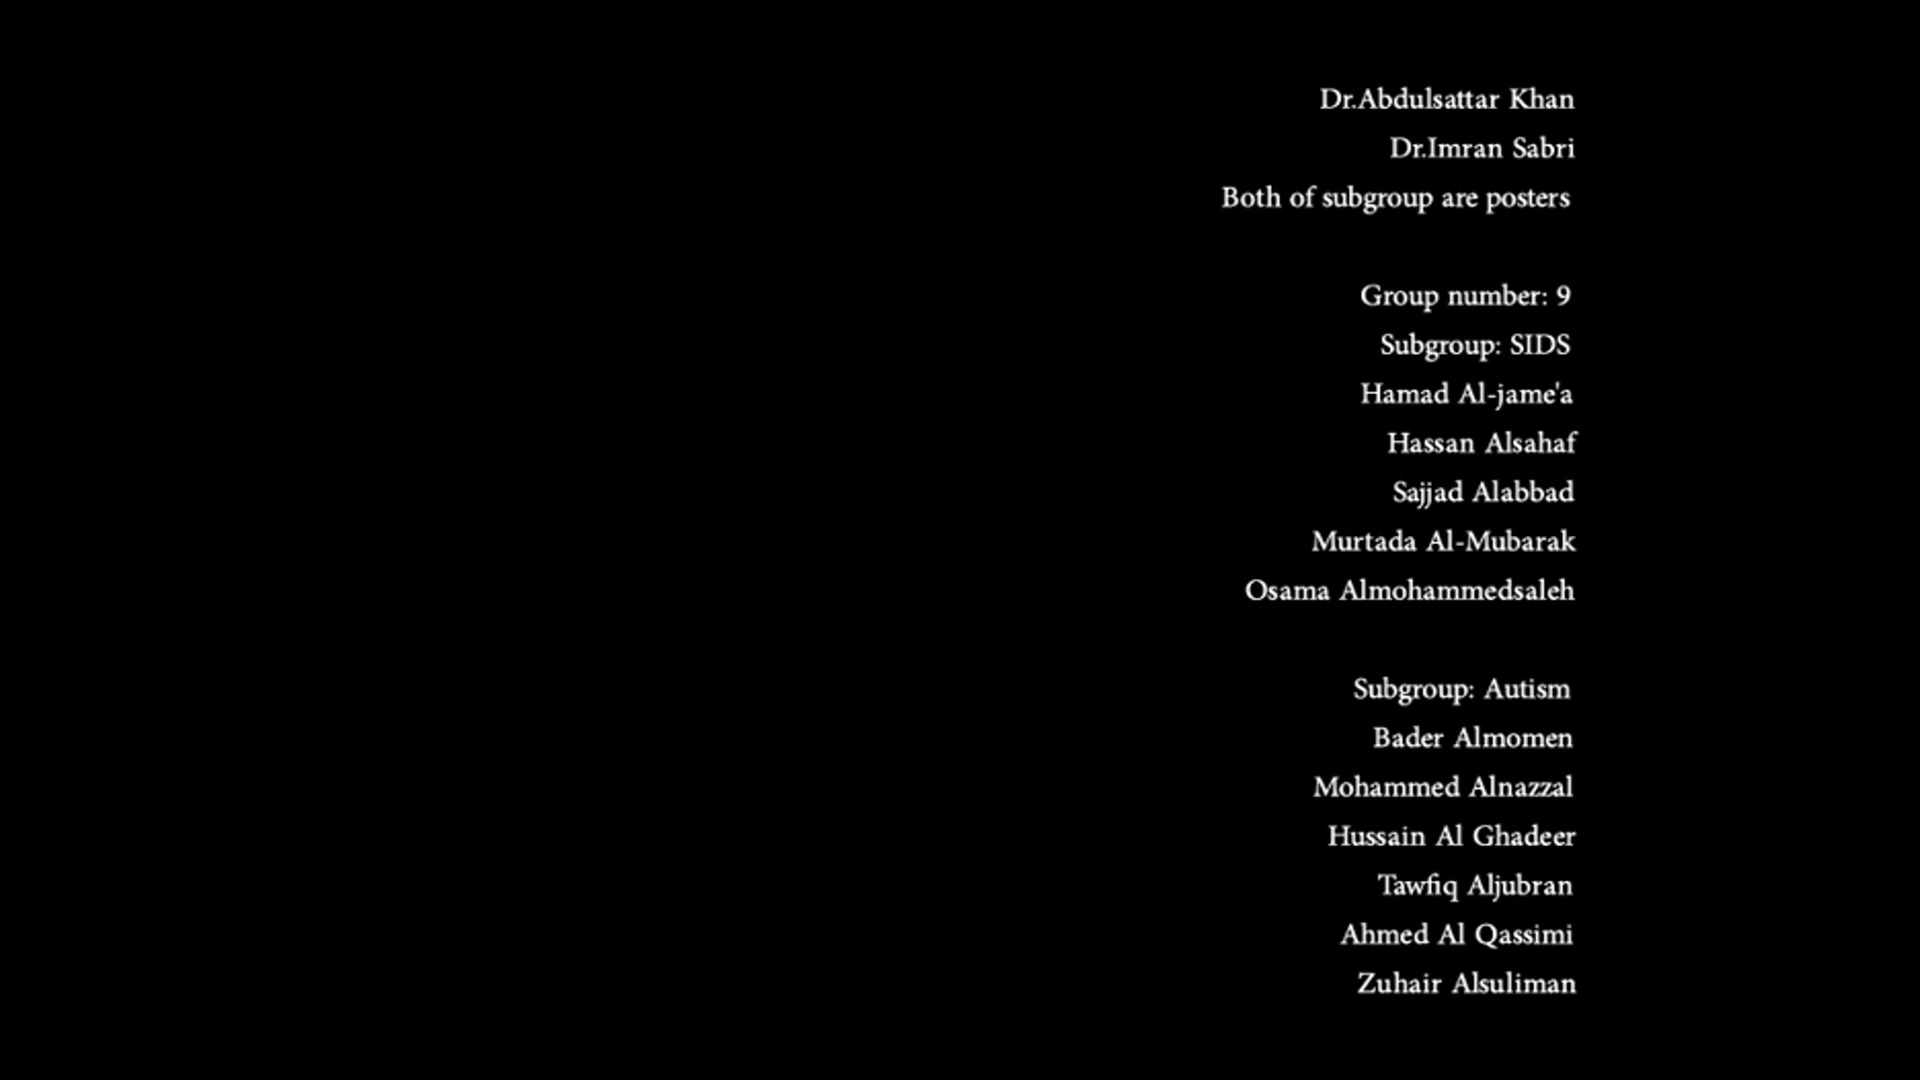 Dr.Abdulsattar Khan
Dr.Imran Sabri
Both of subgroup are posters
Group number: 9
Subgroup: SIDS
Hamad Al-jame'a
Hassan Alsahaf
Sajjad Alabbad
Murtada Al-Mubarak
Osama Almohammedsaleh
Subgroup: Autism
Bader Almomen
Mohammed Alnazzal
Hussain Al Ghadeer
Tawfiq Aljubran
Ahmed Al Qassimi
Zuhair Alsuliman